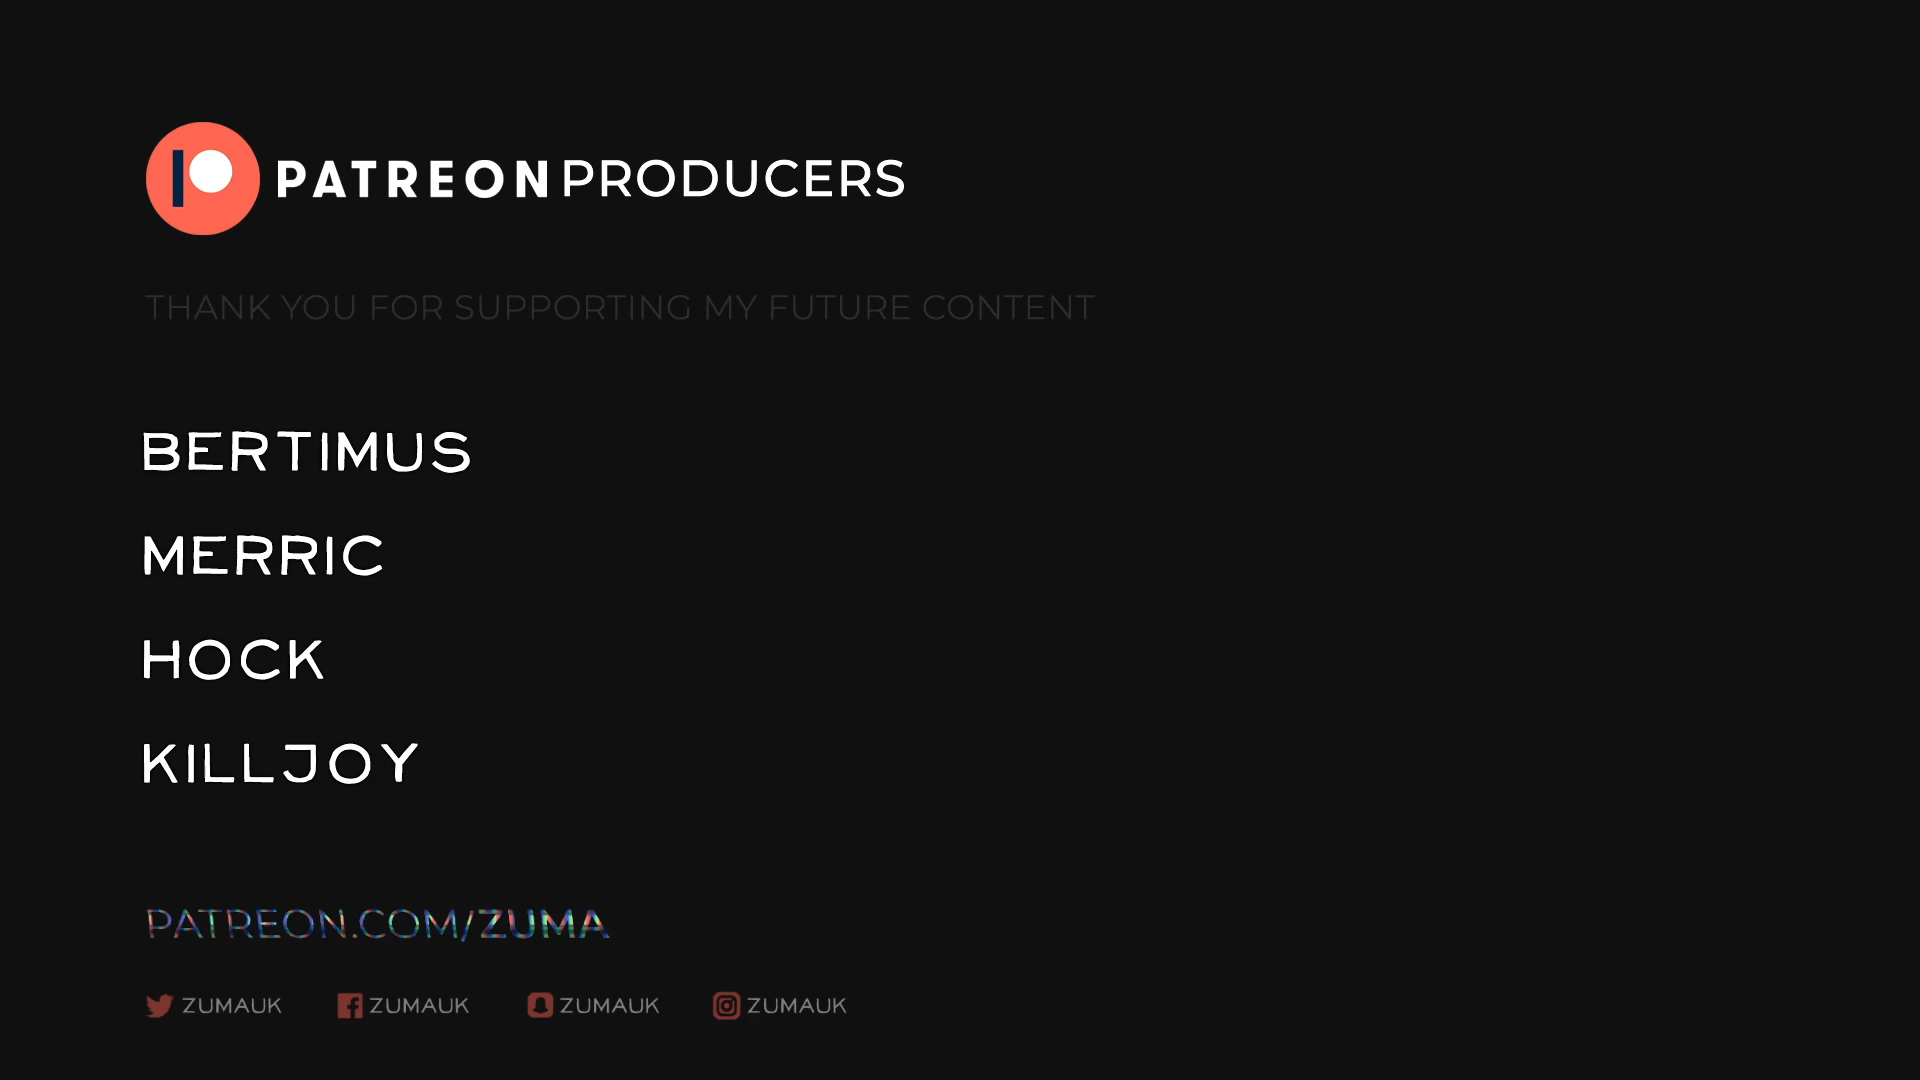 PATREON PRODUCERS
THANK YOU FOR SUPPORTING MY FUTURE CONTENT
BERTIMUS
MERRIC
HOCK
KILLJOY
PATREON.COM/ZUMA
ZUMAUK ZUMAUK ZUMAUK ZUMAUK